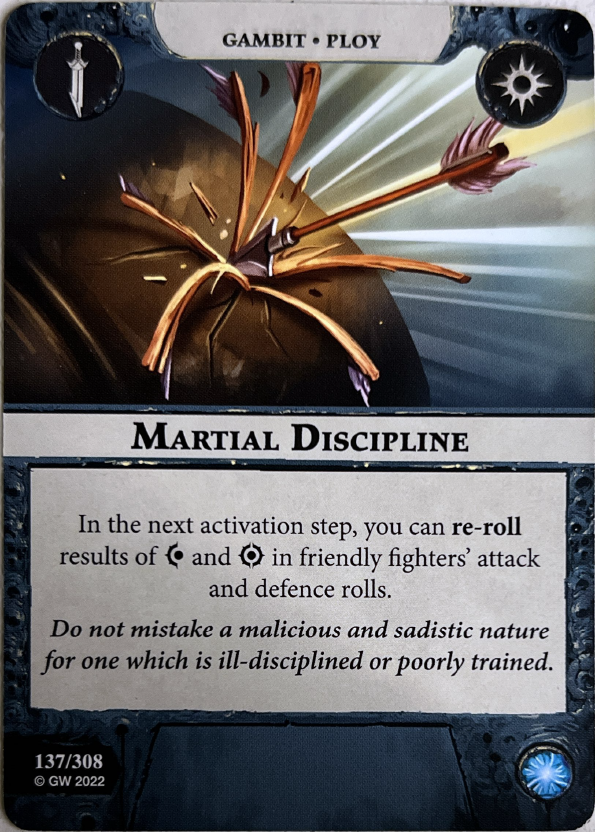 GAMBIT • PLOY
MARTIAL DISCIPLINE
In the next activation step, you can re-roll
results of and in friendly fighters' attack
and defence rolls.
Do not mistake a malicious and sadistic nature
for one which is ill-disciplined or poorly trained.
137/308
© GW 2022